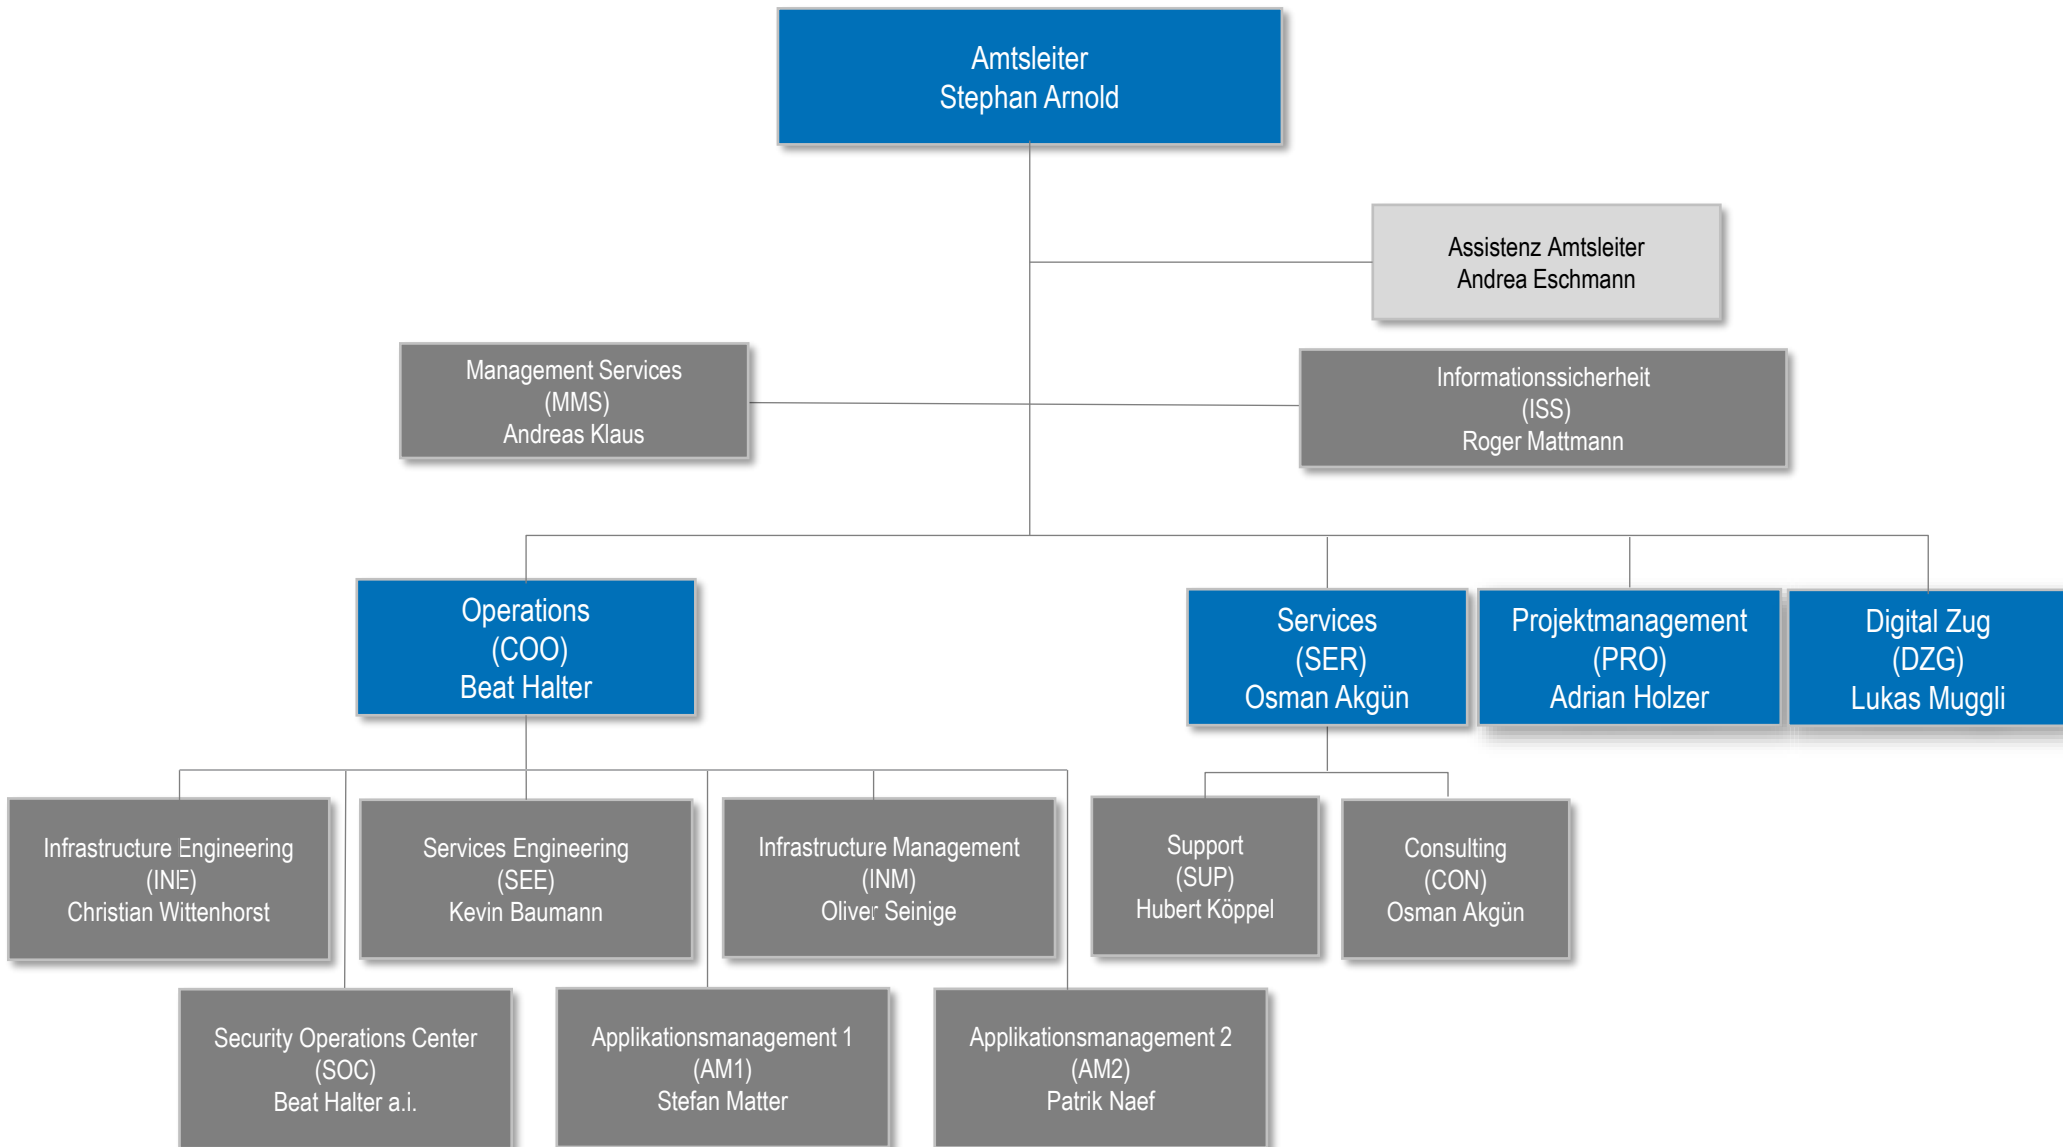 Amtsleiter
Stephan Arnold
Assistenz Amtsleiter
Andrea Eschmann
Management Services
(MMS)
Andreas Klaus
Informationssicherheit
(ISS)
Roger Mattmann
Operations
(COO)
Beat Halter
Services
(SER)
Osman Akgün
Projektmanagement
(PRO)
Adrian Holzer
Digital Zug
(DZG)
Lukas Muggli
Infrastructure Engineering
(INE)
Christian Wittenhorst
Services Engineering
(SEE)
Kevin Baumann
Infrastructure Management
(INM)
Oliver Seinige
Support
(SUP)
Hubert Köppel
Consulting
(CON)
Osman Akgün
Security Operations Center
(SOC)
Beat Halter a.i.
Applikationsmanagement 1
(AM1)
Stefan Matter
Applikationsmanagement 2
(AM2)
Patrik Naef